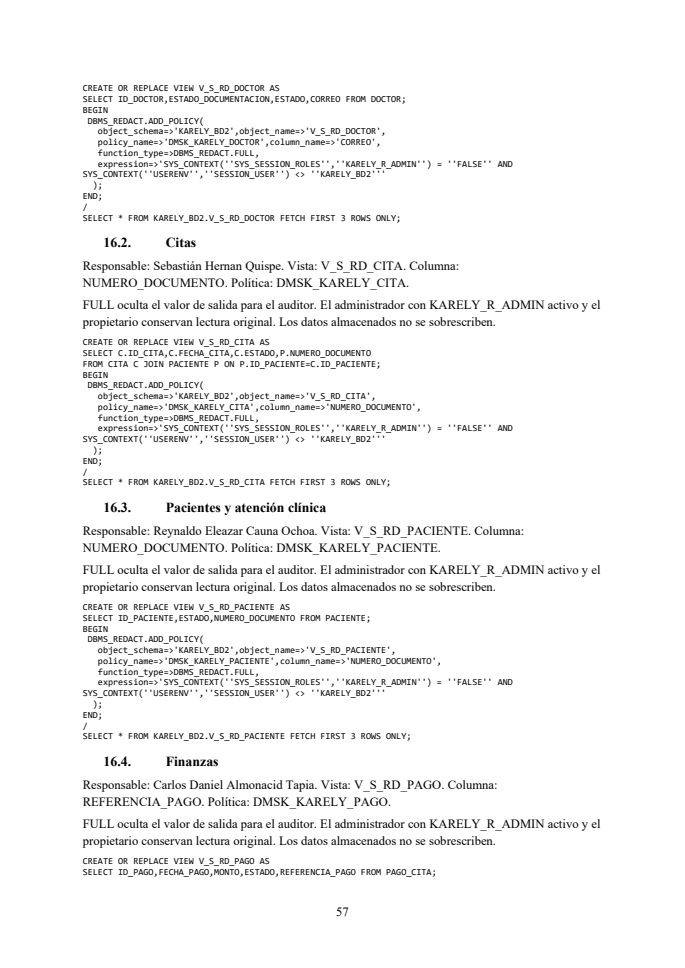 CREATE OR REPLACE VIEW V_S_RD_DOCTOR AS
SELECT ID_DOCTOR,ESTADO_DOCUMENTACION,ESTADO,CORREO FROM DOCTOR;
BEGIN
DBMS_REDACT.ADD_POLICY(
object_schema=>'KARELY_BD2',object_name=>'V_S_RD_DOCTOR',
policy_name=>'DMSK_KARELY_DOCTOR',column_name=>'CORREO',
function_type=>DBMS_REDACT.FULL,
expression=>'SYS_CONTEXT(''SYS_SESSION_ROLES'',''KARELY_R_ADMIN'') = ''FALSE'' AND
SYS_CONTEXT(''USERENV'',''SESSION_USER'') <> ''KARELY_BD2'''
);
END;
/
SELECT * FROM KARELY_BD2.V_S_RD_DOCTOR FETCH FIRST 3 ROWS ONLY;
16.2. Citas
Responsable: Sebastián Hernan Quispe. Vista: V_S_RD_CITA. Columna:
NUMERO_DOCUMENTO. Política: DMSK_KARELY_CITA.
FULL oculta el valor de salida para el auditor. El administrador con KARELY_R_ADMIN activo y el
propietario conservan lectura original. Los datos almacenados no se sobrescriben.
CREATE OR REPLACE VIEW V_S_RD_CITA AS
SELECT C.ID_CITA,C.FECHA_CITA,C.ESTADO,P.NUMERO_DOCUMENTO
FROM CITA C JOIN PACIENTE P ON P.ID_PACIENTE=C.ID_PACIENTE;
BEGIN
DBMS_REDACT.ADD_POLICY(
object_schema=>'KARELY_BD2',object_name=>'V_S_RD_CITA',
policy_name=>'DMSK_KARELY_CITA',column_name=>'NUMERO_DOCUMENTO',
function_type=>DBMS_REDACT.FULL,
expression=>'SYS_CONTEXT(''SYS_SESSION_ROLES'',''KARELY_R_ADMIN'') = ''FALSE'' AND
SYS_CONTEXT(''USERENV'',''SESSION_USER'') <> ''KARELY_BD2'''
);
END;
/
SELECT * FROM KARELY_BD2.V_S_RD_CITA FETCH FIRST 3 ROWS ONLY;
16.3. Pacientes y atención clínica
Responsable: Reynaldo Eleazar Cauna Ochoa. Vista: V_S_RD_PACIENTE. Columna:
NUMERO_DOCUMENTO. Política: DMSK_KARELY_PACIENTE.
FULL oculta el valor de salida para el auditor. El administrador con KARELY_R_ADMIN activo y el
propietario conservan lectura original. Los datos almacenados no se sobrescriben.
CREATE OR REPLACE VIEW V_S_RD_PACIENTE AS
SELECT ID_PACIENTE,ESTADO,NUMERO_DOCUMENTO FROM PACIENTE;
BEGIN
DBMS_REDACT.ADD_POLICY(
object_schema=>'KARELY_BD2',object_name=>'V_S_RD_PACIENTE',
policy_name=>'DMSK_KARELY_PACIENTE',column_name=>'NUMERO_DOCUMENTO',
function_type=>DBMS_REDACT.FULL,
expression=>'SYS_CONTEXT(''SYS_SESSION_ROLES'',''KARELY_R_ADMIN'') = ''FALSE'' AND
SYS_CONTEXT(''USERENV'',''SESSION_USER'') <> ''KARELY_BD2'''
);
END;
/
SELECT * FROM KARELY_BD2.V_S_RD_PACIENTE FETCH FIRST 3 ROWS ONLY;
16.4. Finanzas
Responsable: Carlos Daniel Almonacid Tapia. Vista: V_S_RD_PAGO. Columna:
REFERENCIA_PAGO. Política: DMSK_KARELY_PAGO.
FULL oculta el valor de salida para el auditor. El administrador con KARELY_R_ADMIN activo y el
propietario conservan lectura original. Los datos almacenados no se sobrescriben.
CREATE OR REPLACE VIEW V_S_RD_PAGO AS
SELECT ID_PAGO,FECHA_PAGO,MONTO,ESTADO,REFERENCIA_PAGO FROM PAGO_CITA;
57